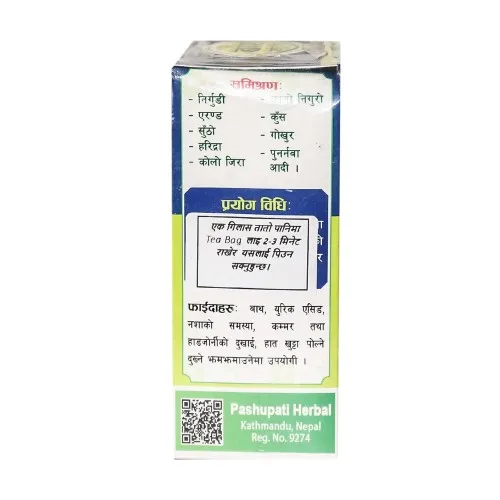 समिश्रणः
- तिर्गुडी
- एरण्ड
- सुँठो
- हरिद्रा
- कोलो जिरा
निगुरो
- कुँस
- गोखुर
- पुनर्नबा
आदी ।
प्रयोग विधिः
एक गिलास तातो पानिमा
Tea Bag लाइ 2-3 मिनेट
राखेर यसलाई पिउन
सक्नुहुन्छ।
फाईदाहरुः बाथ, युरिक एसिड,
नशाको समस्या, कम्मर तथा
हाडजोर्नीको दुखाई, हात खुट्टा पोल्ने
दुख्ने झमझमाउनेमा उपयोगी ।
Pashupati Herbal
Kathmandu, Nepal
Reg. No. 9274